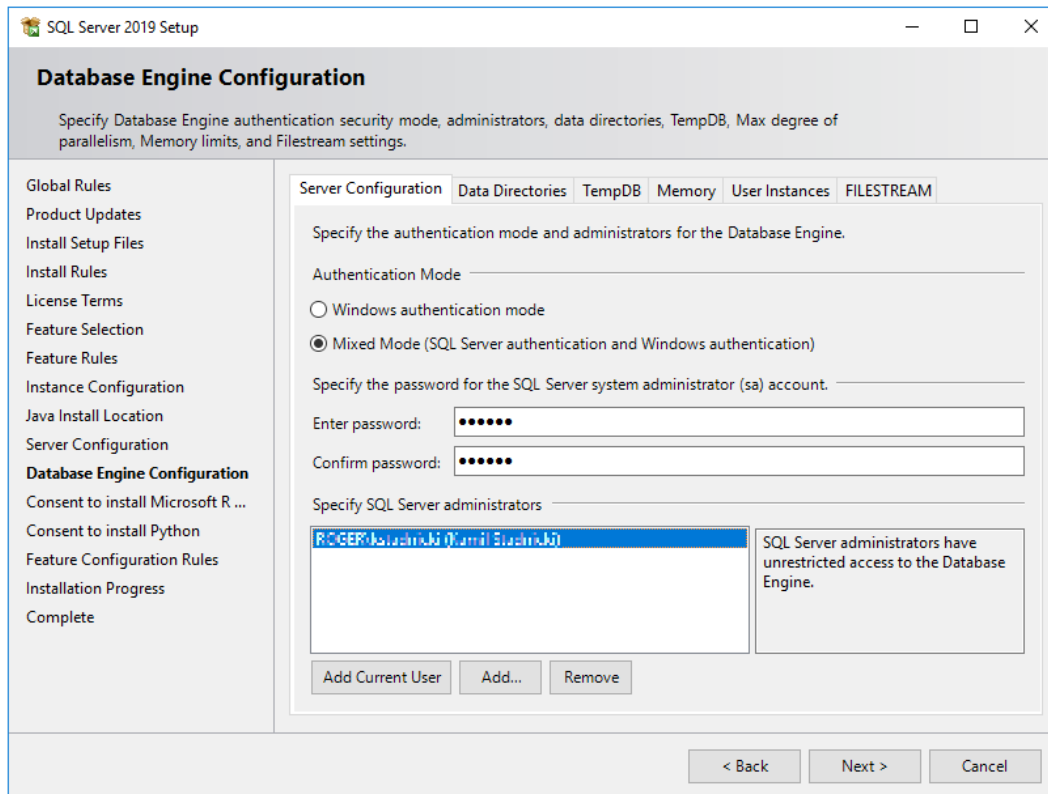 SQL Server 2019 Setup
Database Engine Configuration
Specify Database Engine authentication security mode, administrators, data directories, TempDB, Max degree of
parallelism, Memory limits, and Filestream settings.
Global Rules
Product Updates
Install Setup Files
Install Rules
License Terms
Feature Selection
Feature Rules
Instance Configuration
Java Install Location
Server Configuration
Database Engine Configuration
Consent to install Microsoft R ...
Consent to install Python
Feature Configuration Rules
Installation Progress
Complete
Server Configuration Data Directories TempDB Memory User Instances FILESTREAM
Specify the authentication mode and administrators for the Database Engine.
Authentication Mode
Windows authentication mode
Mixed Mode (SQL Server authentication and Windows authentication)
Specify the password for the SQL Server system administrator (sa) account.
Enter password: ●●●●●●
Confirm password: ●●●●●●
Specify SQL Server administrators
SQL Server administrators have
unrestricted access to the Database
Engine.
Add Current User Add... Remove
< Back Next > Cancel